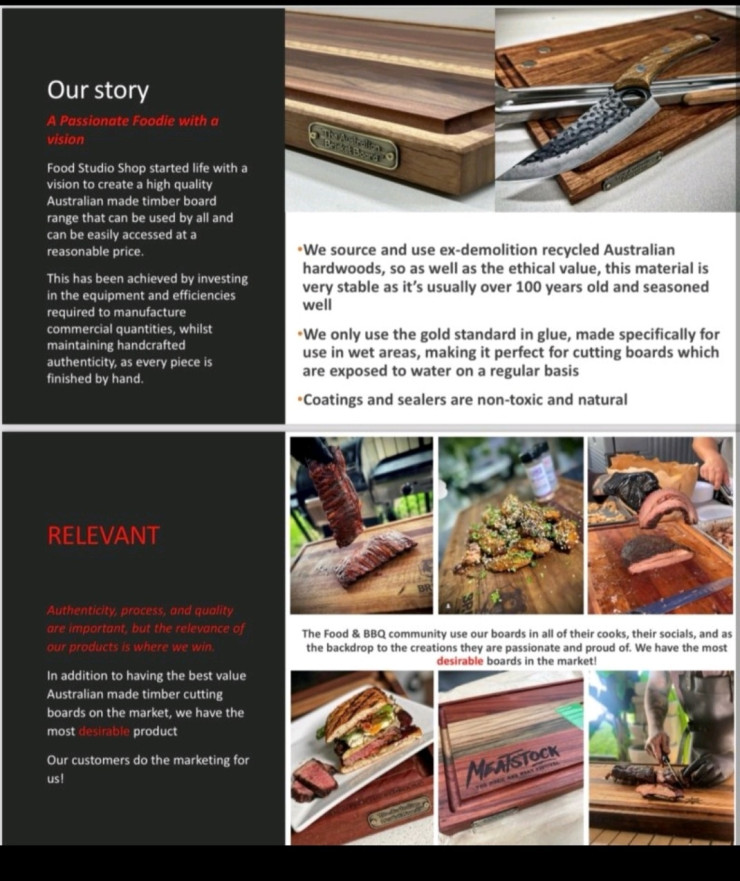 Our story
A Passionate Foodie with a
vision
Food Studio Shop started life with a
vision to create a high quality
Australian made timber board
range that can be used by all and
can be easily accessed at a
reasonable price.
This has been achieved by investing
in the equipment and efficiencies
required to manufacture
commercial quantities, whilst
maintaining handcrafted
authenticity, as every piece is
finished by hand.
The Australian
Brisket Board
•We source and use ex-demolition recycled Australian
hardwoods, so as well as the ethical value, this material is
very stable as it's usually over 100 years old and seasoned
well
•We only use the gold standard in glue, made specifically for
use in wet areas, making it perfect for cutting boards which
are exposed to water on a regular basis
•Coatings and sealers are non-toxic and natural
RELEVANT
Authenticity, process, and quality
are important, but the relevance of
our products is where we win.
In addition to having the best value
Australian made timber cutting
boards on the market, we have the
most desirable product
Our customers do the marketing for
us!
The Food & BBQ community use our boards in all of their cooks, their socials, and as
the backdrop to the creations they are passionate and proud of. We have the most
desirable boards in the market!
MEATSTOCK